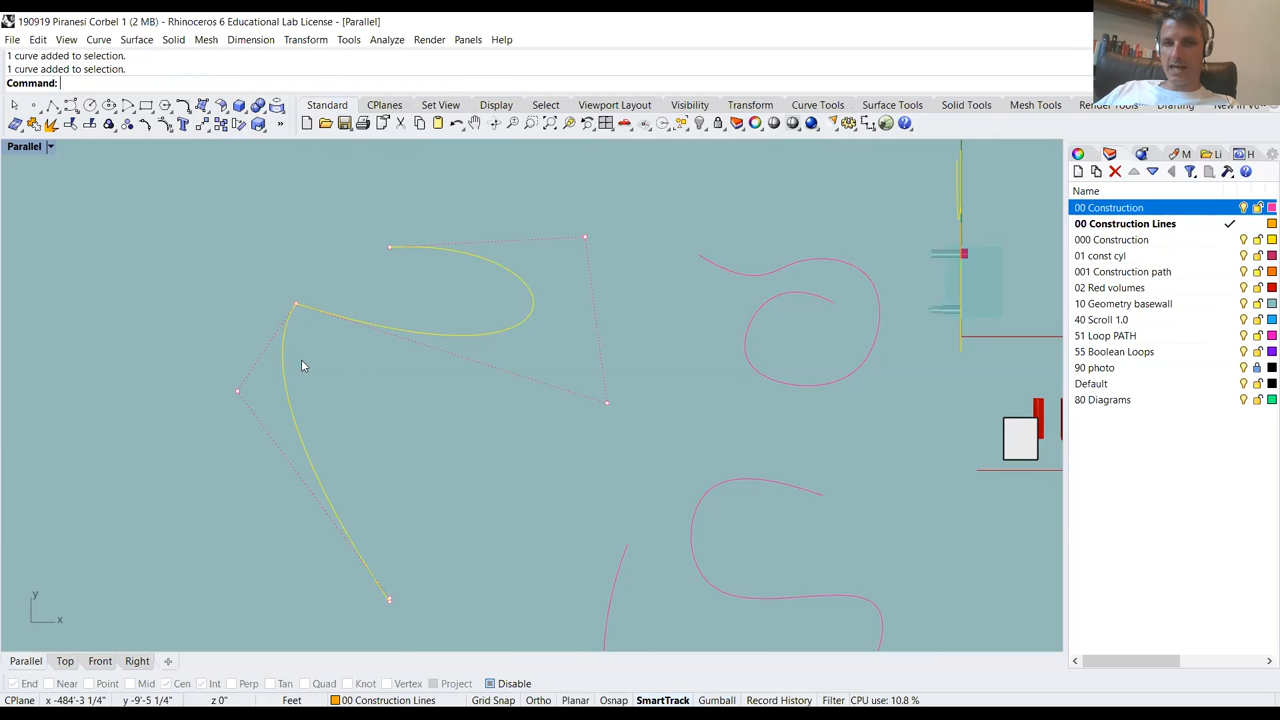 190919 Piranesi Corbel 1 (2 MB) - Rhinoceros 6 Educational Lab License - [Parallel]
File Edit View Curve Surface Solid Mesh Dimension Transform Tools Analyze Render Panels Help
1 curve added to selection.
1 curve added to selection.
Command:
Standard CPlanes Set View Display Select Viewport Layout Visibility Transform Curve Tools Surface Tools Solid Tools Mesh Tools
Parallel
M Li H
Name
00 Construction
00 Construction Lines
000 Construction
01 const cyl
001 Construction path
02 Red volumes
10 Geometry basewall
40 Scroll 1.0
51 Loop PATH
55 Boolean Loops
90 photo
Default
80 Diagrams
y
x
Parallel Top Front Right
End Near Point Mid Cen Int Perp Tan Quad Knot Vertex Project Disable
CPlane x -484'-3 1/4" y -9'-5 1/4" z 0" Feet 00 Construction Lines Grid Snap Ortho Planar Osnap SmartTrack Gumball Record History Filter CPU use: 10.8 %